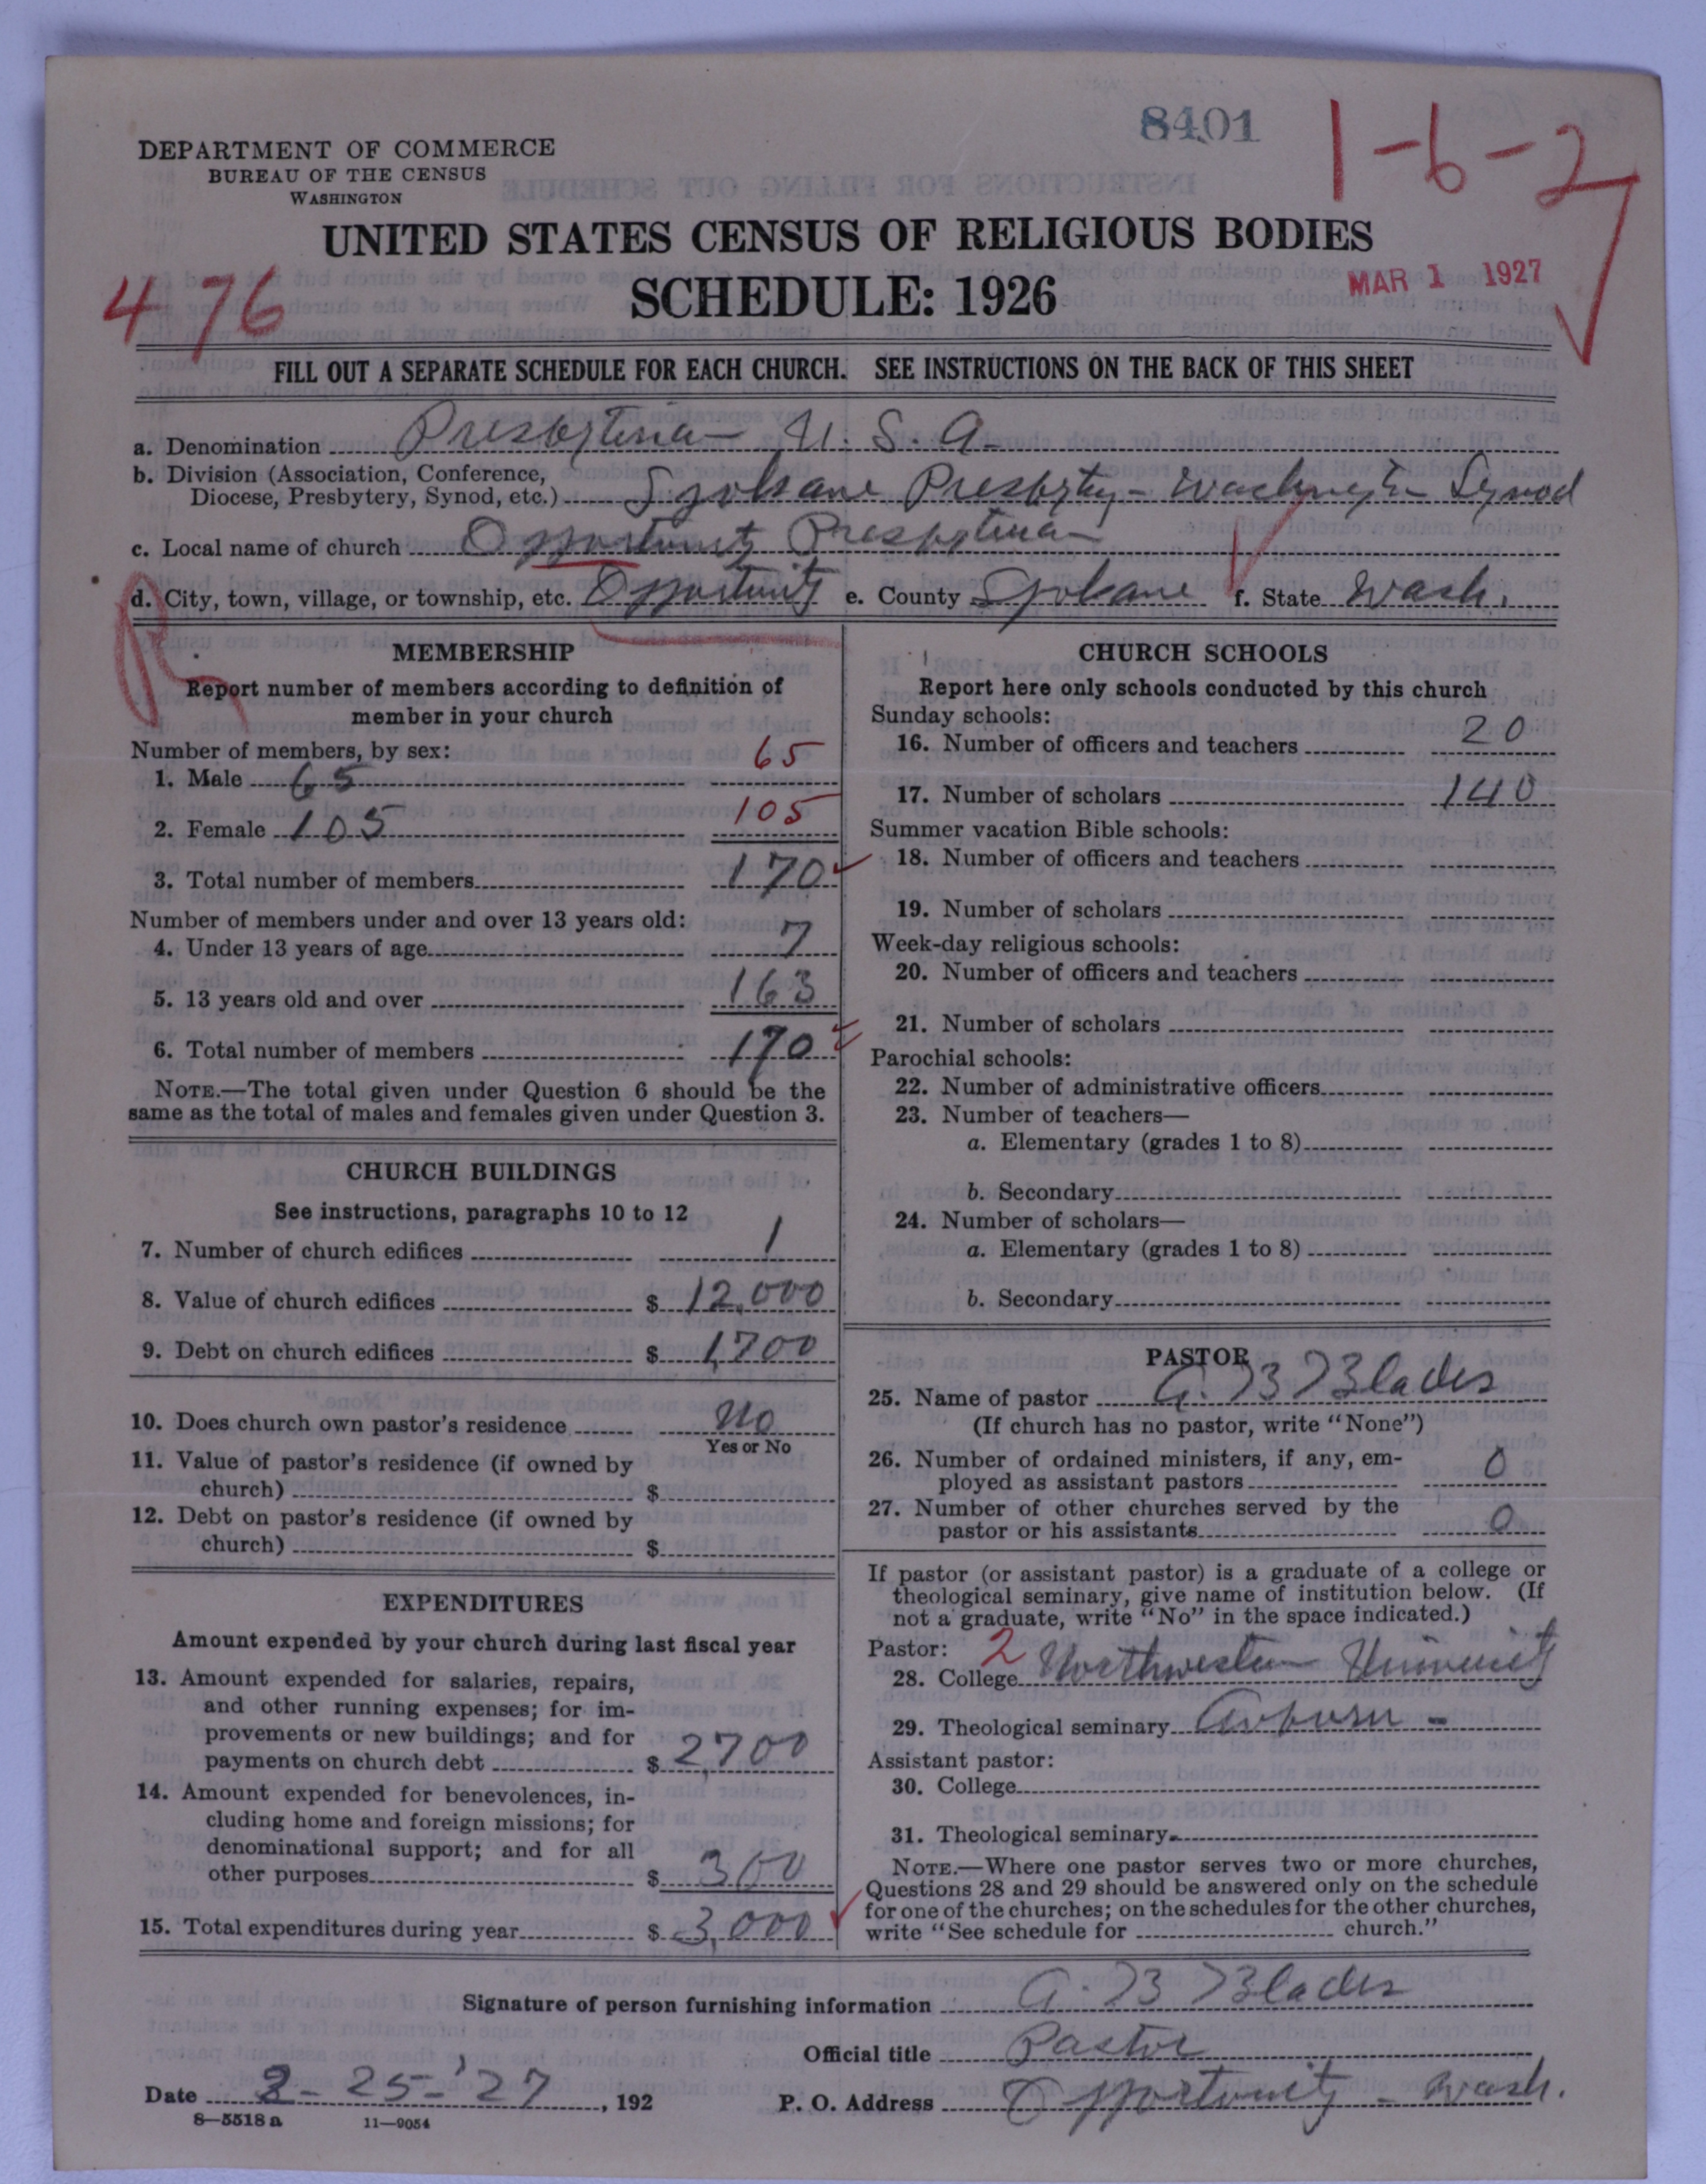 8401
1-6-2
DEPARTMENT OF COMMERCE
BUREAU OF THE CENSUS
WASHINGTON
UNITED STATES CENSUS OF RELIGIOUS BODIES
SCHEDULE: 1926
MAR 1 1927
476
FILL OUT A SEPARATE SCHEDULE FOR EACH CHURCH. SEE INSTRUCTIONS ON THE BACK OF THIS SHEET
a. Denomination Presbyterian U. S. A.
b. Division (Association, Conference,
Diocese, Presbytery, Synod, etc.) Spokane Presbytery - Washington Synod
c. Local name of church Opportunity Presbyterian
d. City, town, village, or township, etc. Opportunity e. County Spokane f. State Wash.
MEMBERSHIP
Report number of members according to definition of
member in your church
Number of members, by sex:
1. Male 65 65
2. Female 105 105
3. Total number of members 170
Number of members under and over 13 years old:
4. Under 13 years of age 7
5. 13 years old and over 163
6. Total number of members 170
NOTE.—The total given under Question 6 should be the
same as the total of males and females given under Question 3.
CHURCH BUILDINGS
See instructions, paragraphs 10 to 12
7. Number of church edifices 1
8. Value of church edifices $ 12,000
9. Debt on church edifices $ 1,700
10. Does church own pastor's residence No
Yes or No
11. Value of pastor's residence (if owned by
church) $
12. Debt on pastor's residence (if owned by
church) $
EXPENDITURES
Amount expended by your church during last fiscal year
13. Amount expended for salaries, repairs,
and other running expenses; for im-
provements or new buildings; and for
payments on church debt $ 2,700
14. Amount expended for benevolences, in-
cluding home and foreign missions; for
denominational support; and for all
other purposes $ 300
15. Total expenditures during year $ 3,000
CHURCH SCHOOLS
Report here only schools conducted by this church
Sunday schools:
16. Number of officers and teachers 20
17. Number of scholars 140
Summer vacation Bible schools:
18. Number of officers and teachers
19. Number of scholars
Week-day religious schools:
20. Number of officers and teachers
21. Number of scholars
Parochial schools:
22. Number of administrative officers
23. Number of teachers—
a. Elementary (grades 1 to 8)
b. Secondary
24. Number of scholars—
a. Elementary (grades 1 to 8)
b. Secondary
PASTOR
25. Name of pastor A. B Blades
(If church has no pastor, write "None")
26. Number of ordained ministers, if any, em-
ployed as assistant pastors 0
27. Number of other churches served by the
pastor or his assistants 0
If pastor (or assistant pastor) is a graduate of a college or
theological seminary, give name of institution below. (If
not a graduate, write "No" in the space indicated.)
Pastor: 2
28. College Northwestern University
29. Theological seminary Auburn -
Assistant pastor:
30. College
31. Theological seminary
NOTE.—Where one pastor serves two or more churches,
Questions 28 and 29 should be answered only on the schedule
for one of the churches; on the schedules for the other churches,
write "See schedule for church."
Signature of person furnishing information A. B Blades
Official title Pastor
Date 2-25-'27, 192 P. O. Address Opportunity - Wash.
8—5518 a 11—9054